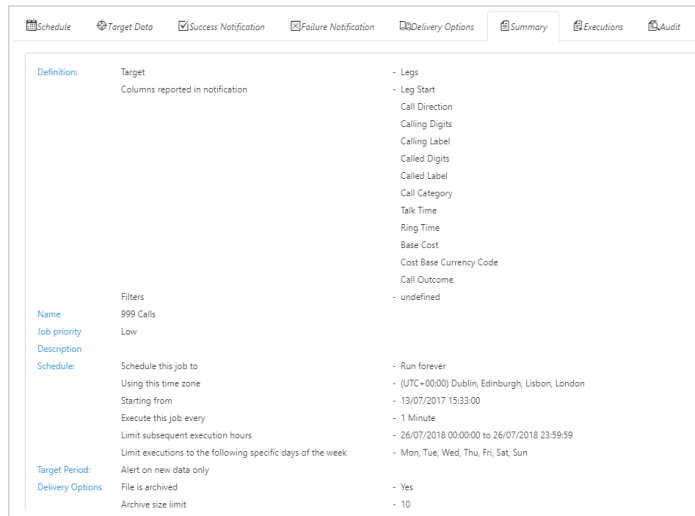 Schedule Target Data Success Notification Failure Notification Delivery Options Summary Executions Audit
Definition: Target - Legs
Columns reported in notification - Leg Start
Call Direction
Calling Digits
Calling Label
Called Digits
Called Label
Call Category
Talk Time
Ring Time
Base Cost
Cost Base Currency Code
Call Outcome
Filters - undefined
Name 999 Calls
Job priority Low
Description
Schedule: Schedule this job to - Run forever
Using this time zone - (UTC+00:00) Dublin, Edinburgh, Lisbon, London
Starting from - 13/07/2017 15:33:00
Execute this job every - 1 Minute
Limit subsequent execution hours - 26/07/2018 00:00:00 to 26/07/2018 23:59:59
Limit executions to the following specific days of the week - Mon, Tue, Wed, Thu, Fri, Sat, Sun
Target Period: Alert on new data only
Delivery Options File is archived - Yes
Archive size limit - 10